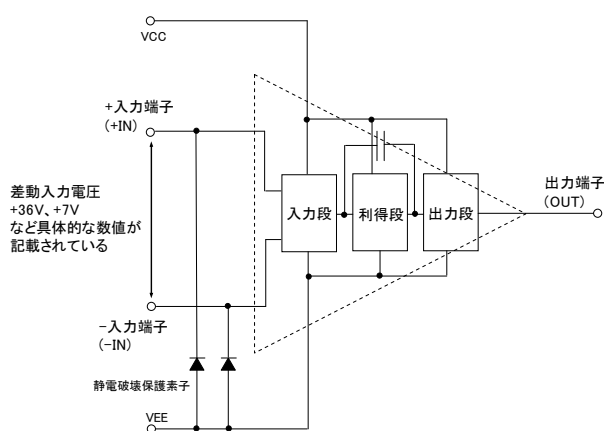 VCC
+入力端子
(+IN)
差動入力電圧
+36V、+7V
など具体的な数値が
記載されている
入力段
利得段
出力段
出力端子
(OUT)
-入力端子
(-IN)
静電破壊保護素子
VEE